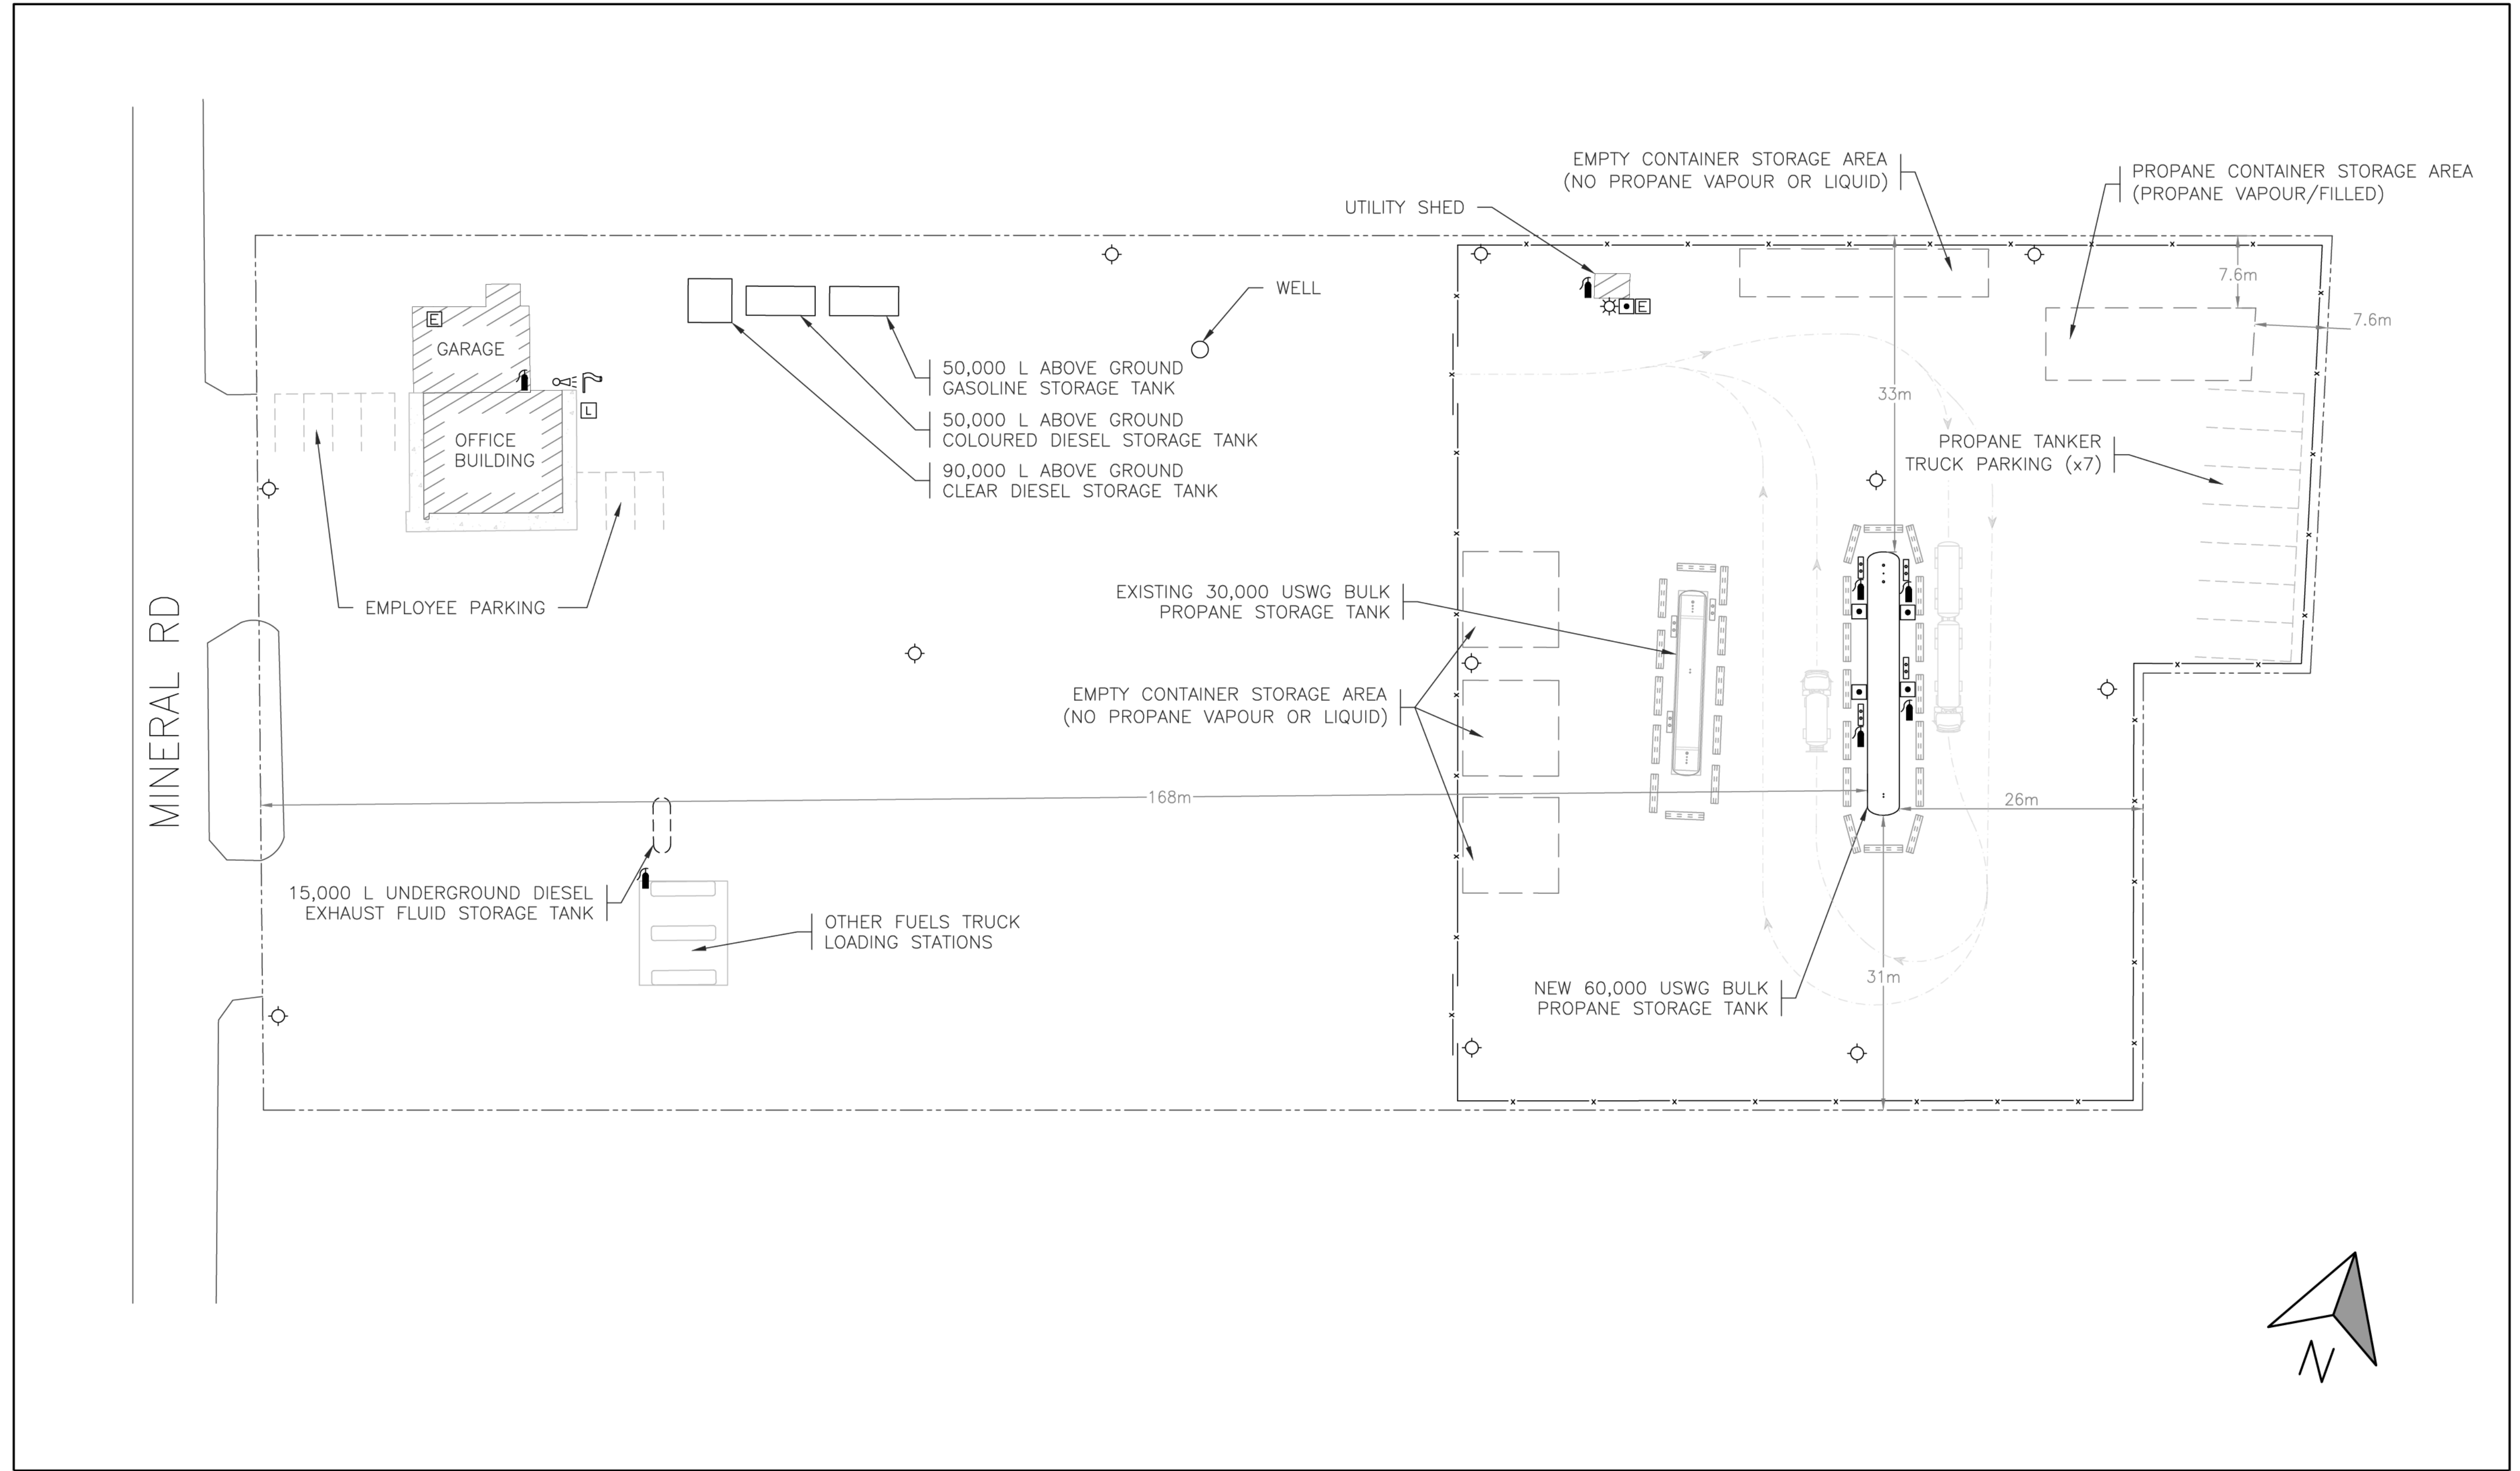 EMPTY CONTAINER STORAGE AREA
(NO PROPANE VAPOUR OR LIQUID)
PROPANE CONTAINER STORAGE AREA
(PROPANE VAPOUR/FILLED)
UTILITY SHED
7.6m
7.6m
WELL
E
E
GARAGE
50,000 L ABOVE GROUND
GASOLINE STORAGE TANK
33m
L
50,000 L ABOVE GROUND
COLOURED DIESEL STORAGE TANK
OFFICE
BUILDING
PROPANE TANKER
TRUCK PARKING (x7)
90,000 L ABOVE GROUND
CLEAR DIESEL STORAGE TANK
EMPLOYEE PARKING
EXISTING 30,000 USWG BULK
PROPANE STORAGE TANK
MINERAL RD
EMPTY CONTAINER STORAGE AREA
(NO PROPANE VAPOUR OR LIQUID)
168m
26m
15,000 L UNDERGROUND DIESEL
EXHAUST FLUID STORAGE TANK
OTHER FUELS TRUCK
LOADING STATIONS
31m
NEW 60,000 USWG BULK
PROPANE STORAGE TANK
N